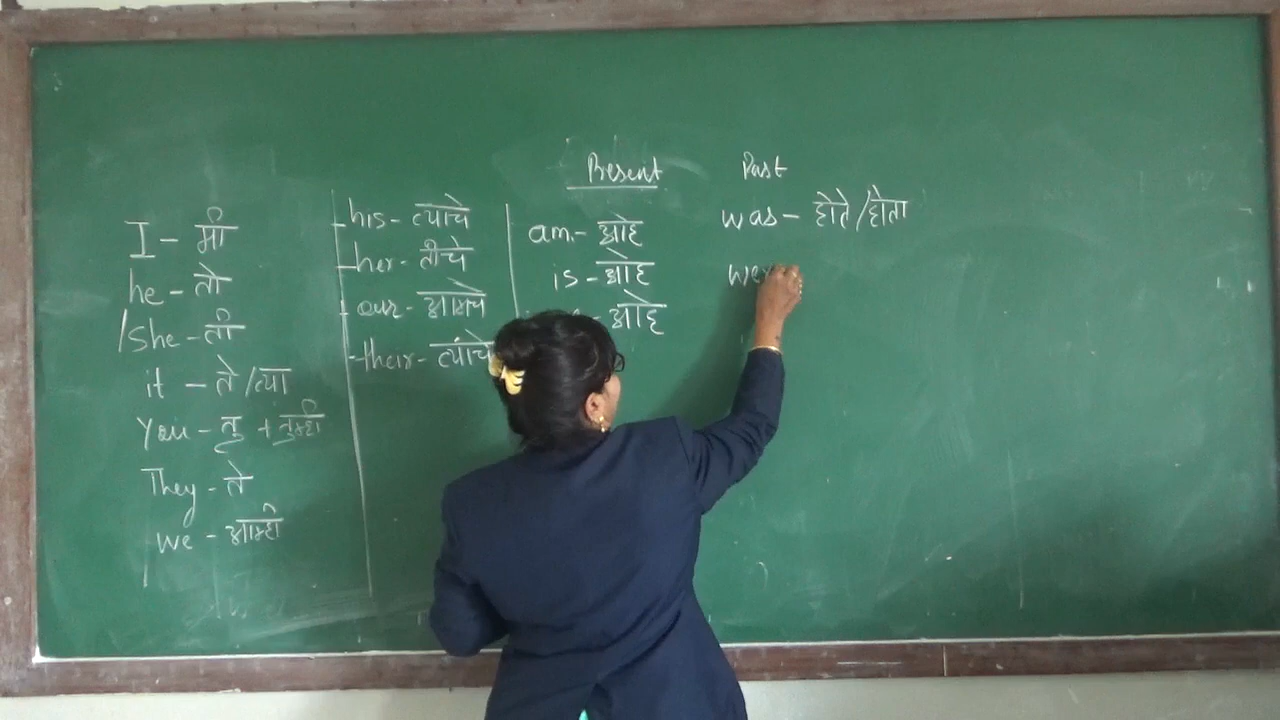 I - मी
he - तो
/She - ती
it - ते/त्या
You - तु + तुम्ही
They - ते
we - आम्ही
his - त्याचे
her - तीचे
our - आमचे
their - त्यांचे
Present
am. - आहे
is - आहे
- आहे
Past
was - होते/होता
wer